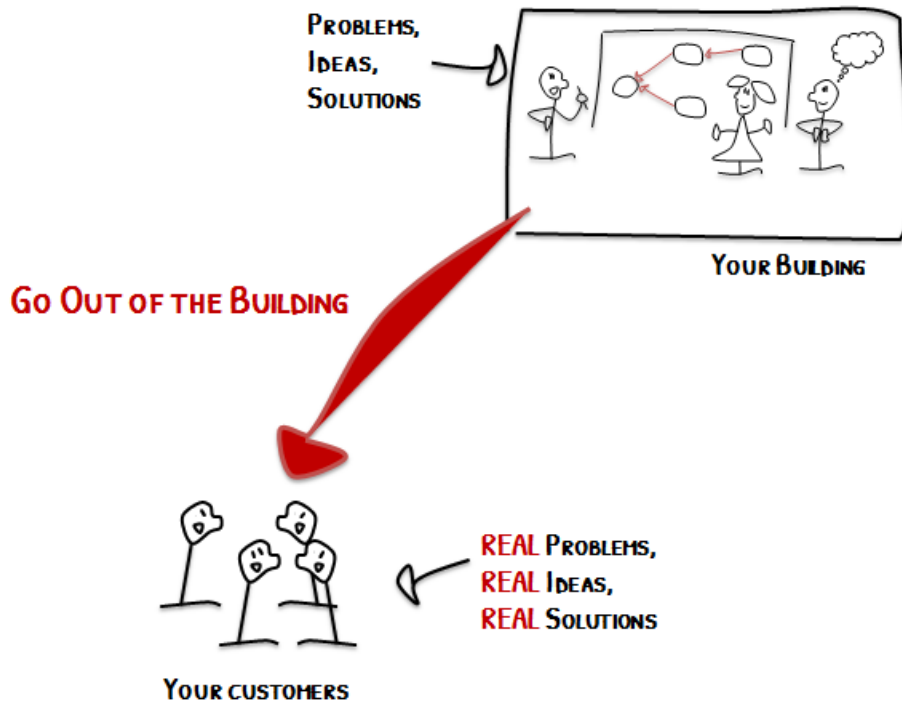 Problems,
Ideas,
Solutions
Your Building
Go Out of the Building
REAL Problems,
REAL Ideas,
REAL Solutions
Your customers